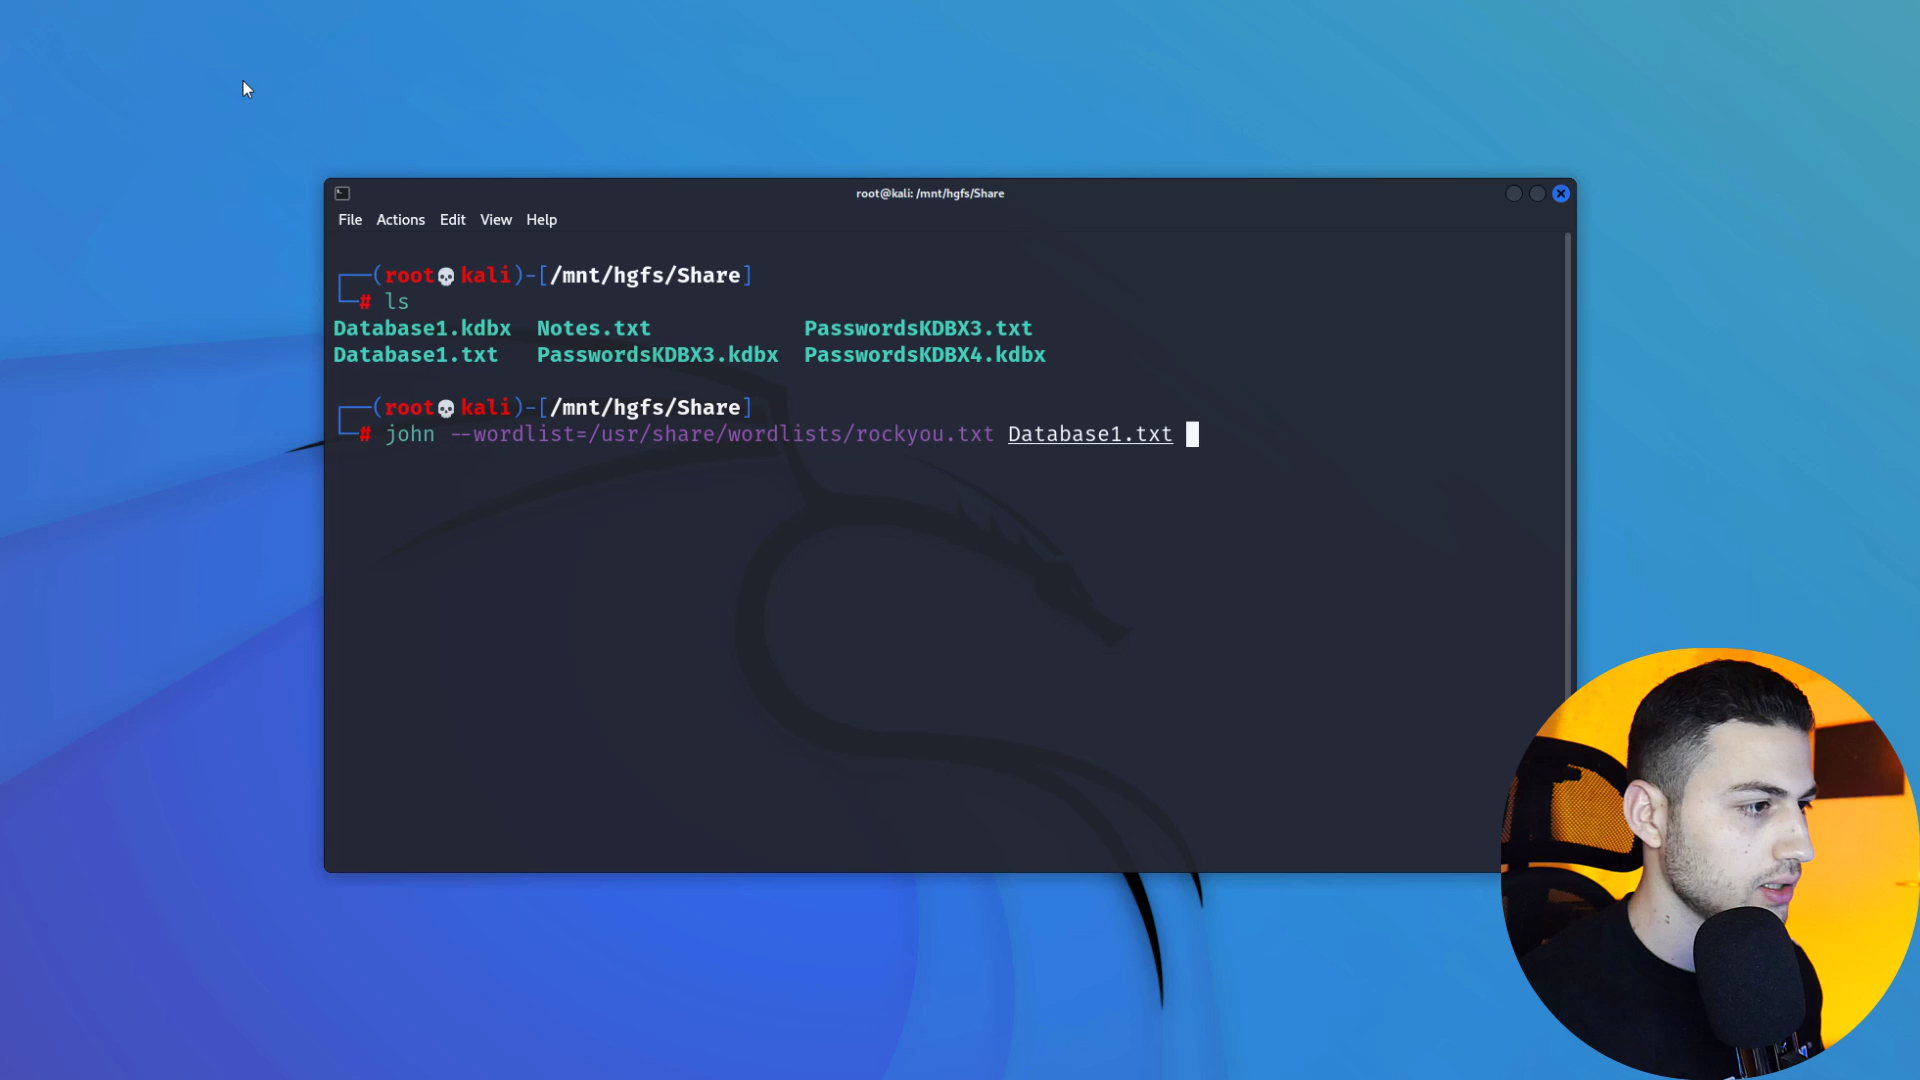 root@kali: /mnt/hgfs/Share
File Actions Edit View Help
(root💀kali)-[/mnt/hgfs/Share]
# ls
Database1.kdbx Notes.txt PasswordsKDBX3.txt
Database1.txt PasswordsKDBX3.kdbx PasswordsKDBX4.kdbx
(root💀kali)-[/mnt/hgfs/Share]
# john --wordlist=/usr/share/wordlists/rockyou.txt Database1.txt